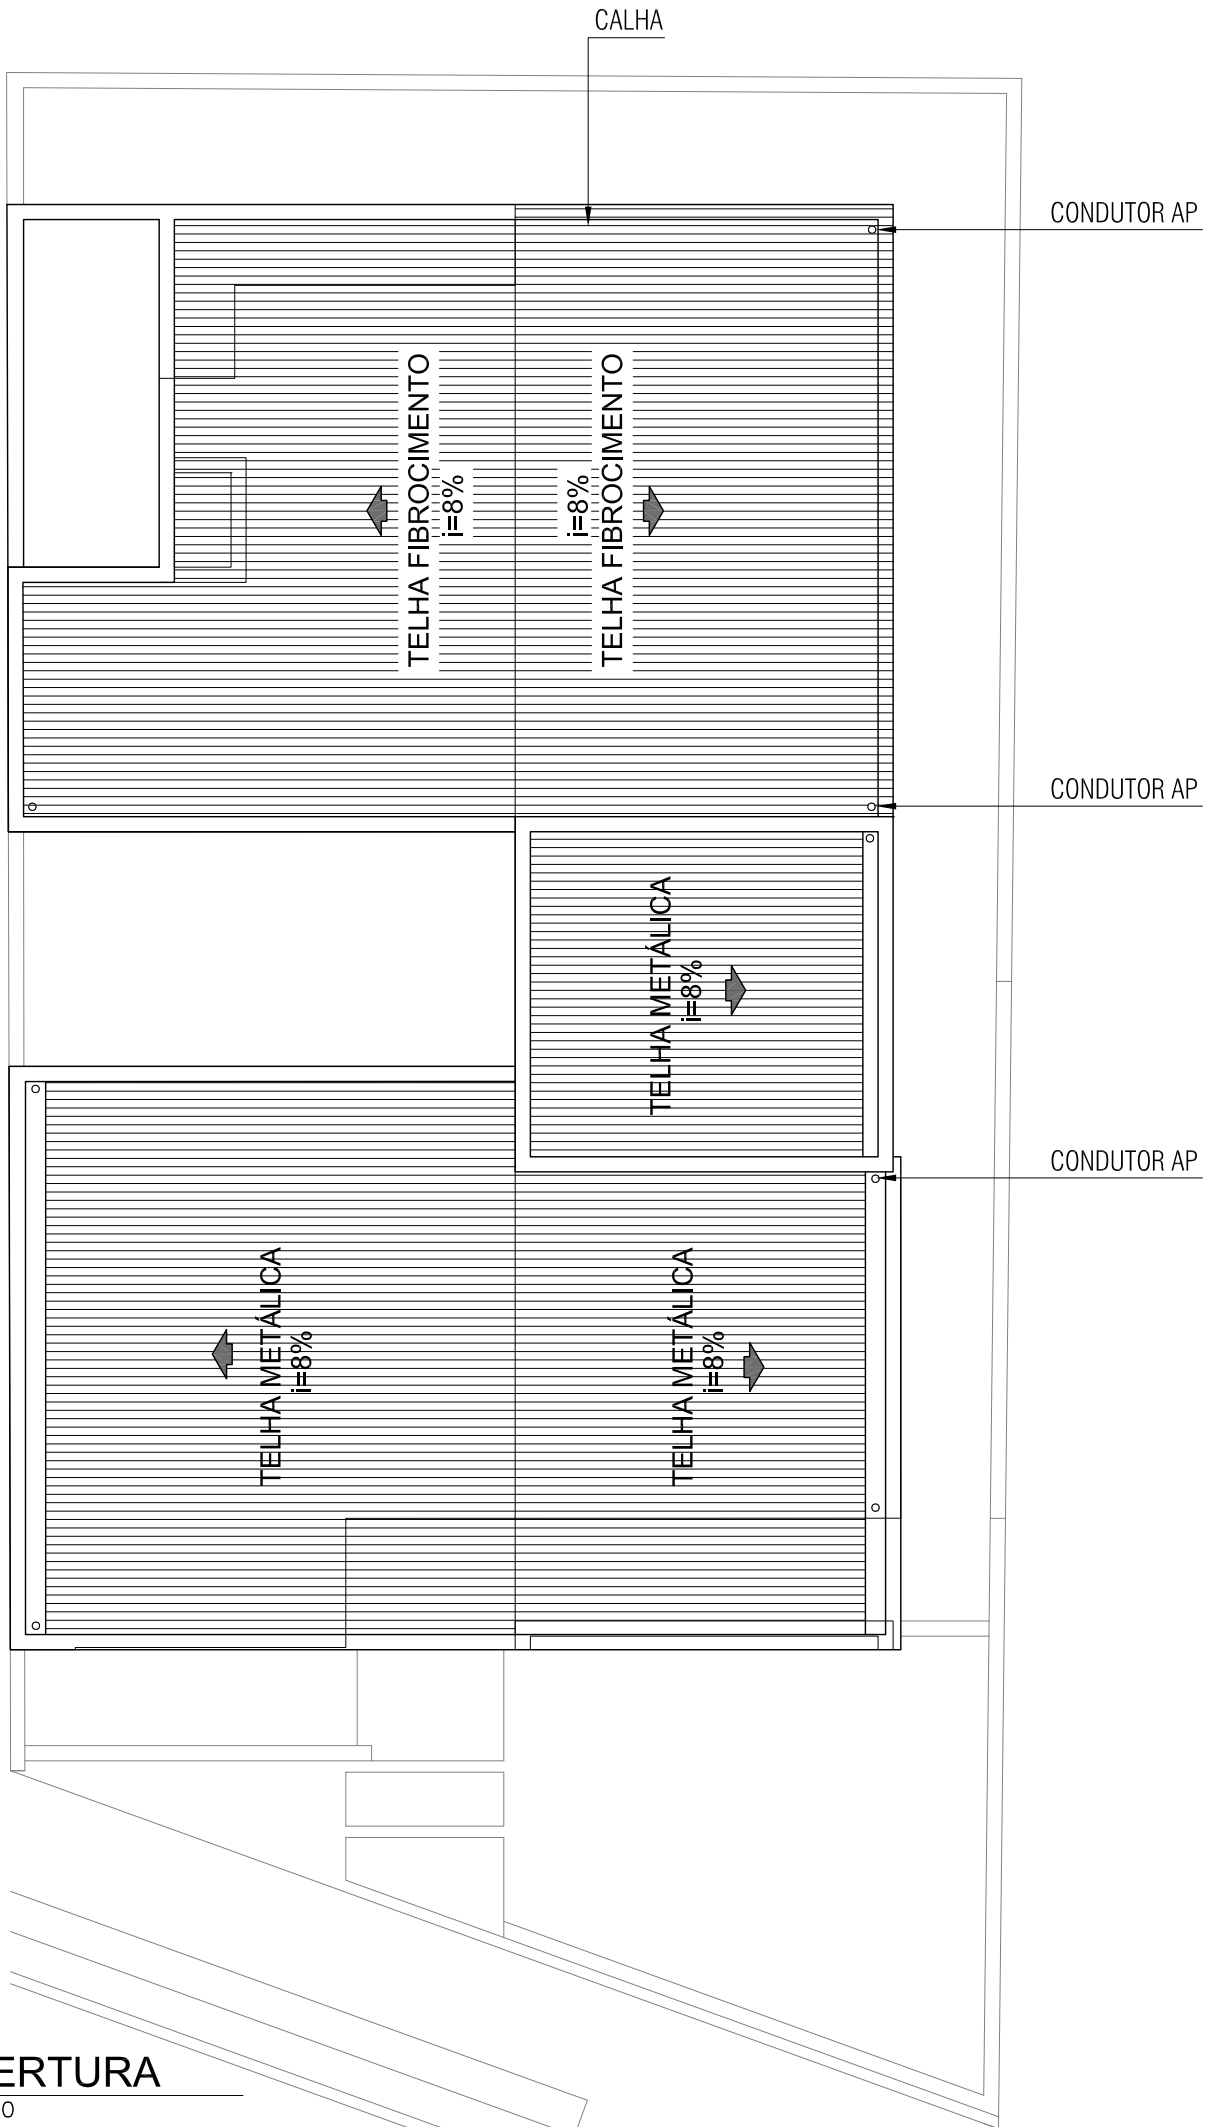 CALHA
CONDUTOR AP
TELHA FIBROCIMENTO
i=8%
i=8%
TELHA FIBROCIMENTO
CONDUTOR AP
TELHA METÁLICA
i=8%
CONDUTOR AP
TELHA METÁLICA
i=8%
TELHA METÁLICA
i=8%
ERTURA
0